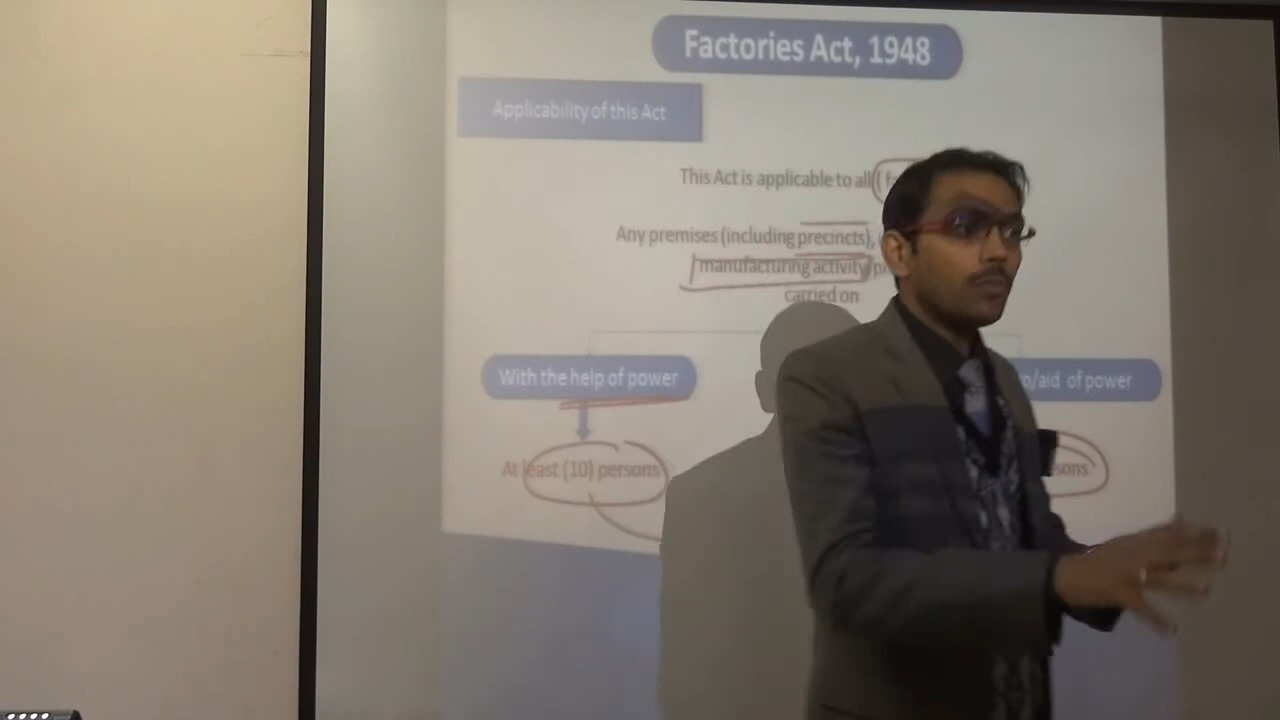 Factories Act, 1948
Applicability of this Act
This Act is applicable to all
Any premises (including precincts),
manufacturing activity
carried on
With the help of power
/aid of power
At least (10) persons